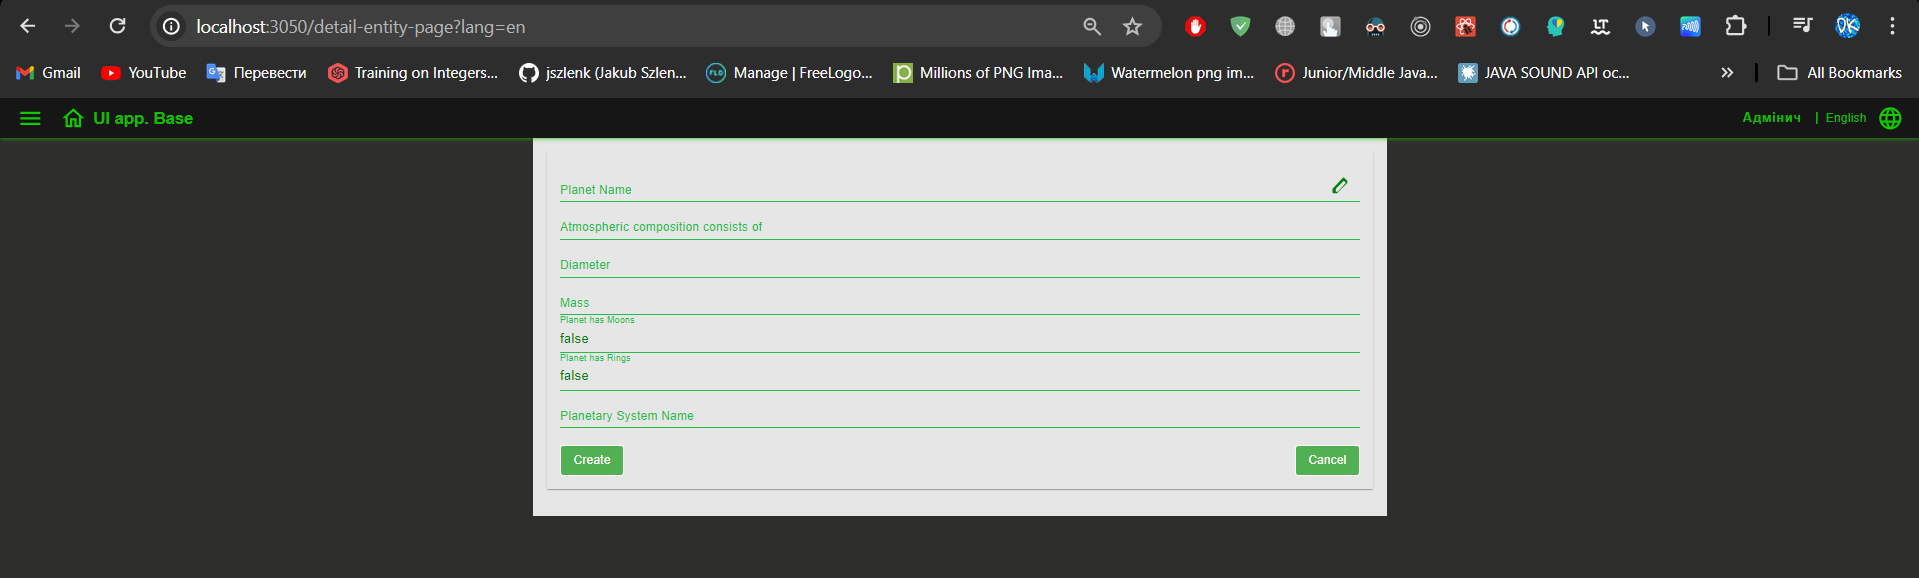 localhost:3050/detail-entity-page?lang=en
Gmail YouTube Перевести Training on Integers... jszlenk (Jakub Szlen... Manage | FreeLogo... Millions of PNG Ima... Watermelon png im... Junior/Middle Java... JAVA SOUND API oc... » All Bookmarks
UI app. Base Адмінич | English
Planet Name
Atmospheric composition consists of
Diameter
Mass
Planet has Moons
false
Planet has Rings
false
Planetary System Name
Create Cancel